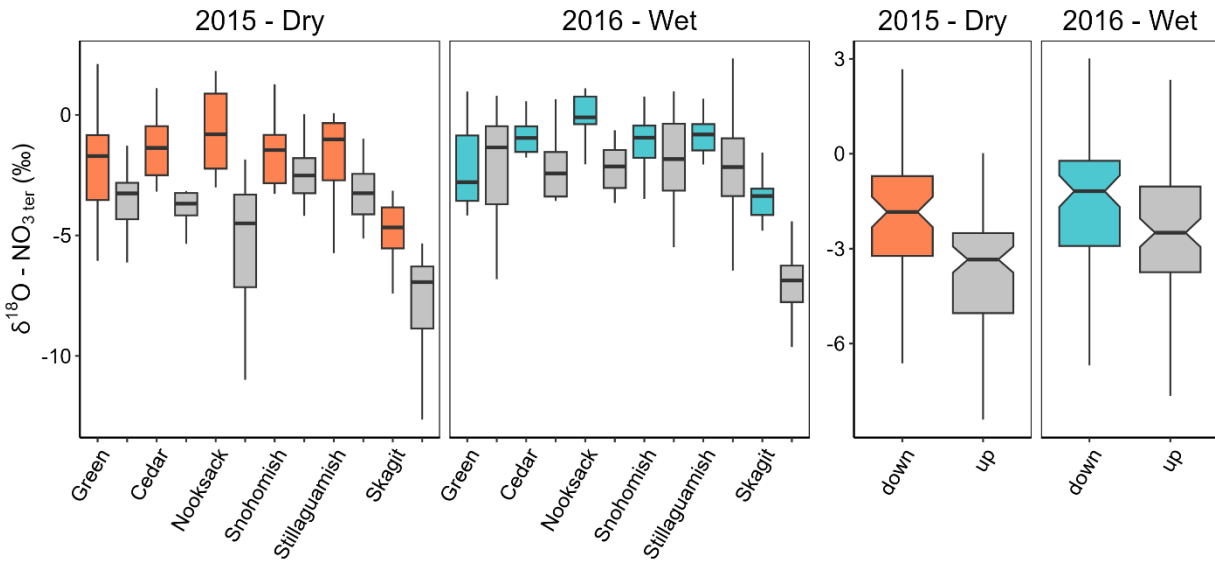 2015 - Dry
2016 - Wet
2015 - Dry
2016 - Wet
δ¹⁸O - NO₃ ₜₑᵣ (‰)
0
-5
-10
3
0
-3
-6
Green
Cedar
Nooksack
Snohomish
Stillaguamish
Skagit
Green
Cedar
Nooksack
Snohomish
Stillaguamish
Skagit
down
up
down
up